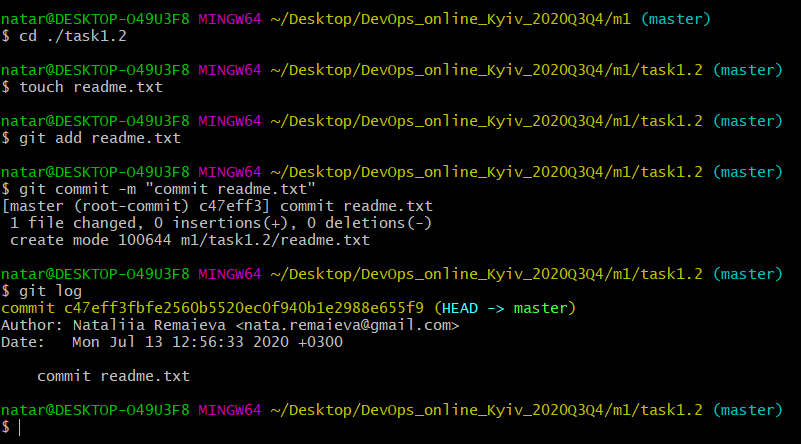 natar@DESKTOP-O49U3F8 MINGW64 ~/Desktop/DevOps_online_Kyiv_2020Q3Q4/m1 (master)
$ cd ./task1.2
natar@DESKTOP-O49U3F8 MINGW64 ~/Desktop/DevOps_online_Kyiv_2020Q3Q4/m1/task1.2 (master)
$ touch readme.txt
natar@DESKTOP-O49U3F8 MINGW64 ~/Desktop/DevOps_online_Kyiv_2020Q3Q4/m1/task1.2 (master)
$ git add readme.txt
natar@DESKTOP-O49U3F8 MINGW64 ~/Desktop/DevOps_online_Kyiv_2020Q3Q4/m1/task1.2 (master)
$ git commit -m "commit readme.txt"
[master (root-commit) c47eff3] commit readme.txt
 1 file changed, 0 insertions(+), 0 deletions(-)
 create mode 100644 m1/task1.2/readme.txt
natar@DESKTOP-O49U3F8 MINGW64 ~/Desktop/DevOps_online_Kyiv_2020Q3Q4/m1/task1.2 (master)
$ git log
commit c47eff3fbfe2560b5520ec0f940b1e2988e655f9 (HEAD -> master)
Author: Nataliia Remaieva <nata.remaieva@gmail.com>
Date:   Mon Jul 13 12:56:33 2020 +0300
    commit readme.txt
natar@DESKTOP-O49U3F8 MINGW64 ~/Desktop/DevOps_online_Kyiv_2020Q3Q4/m1/task1.2 (master)
$